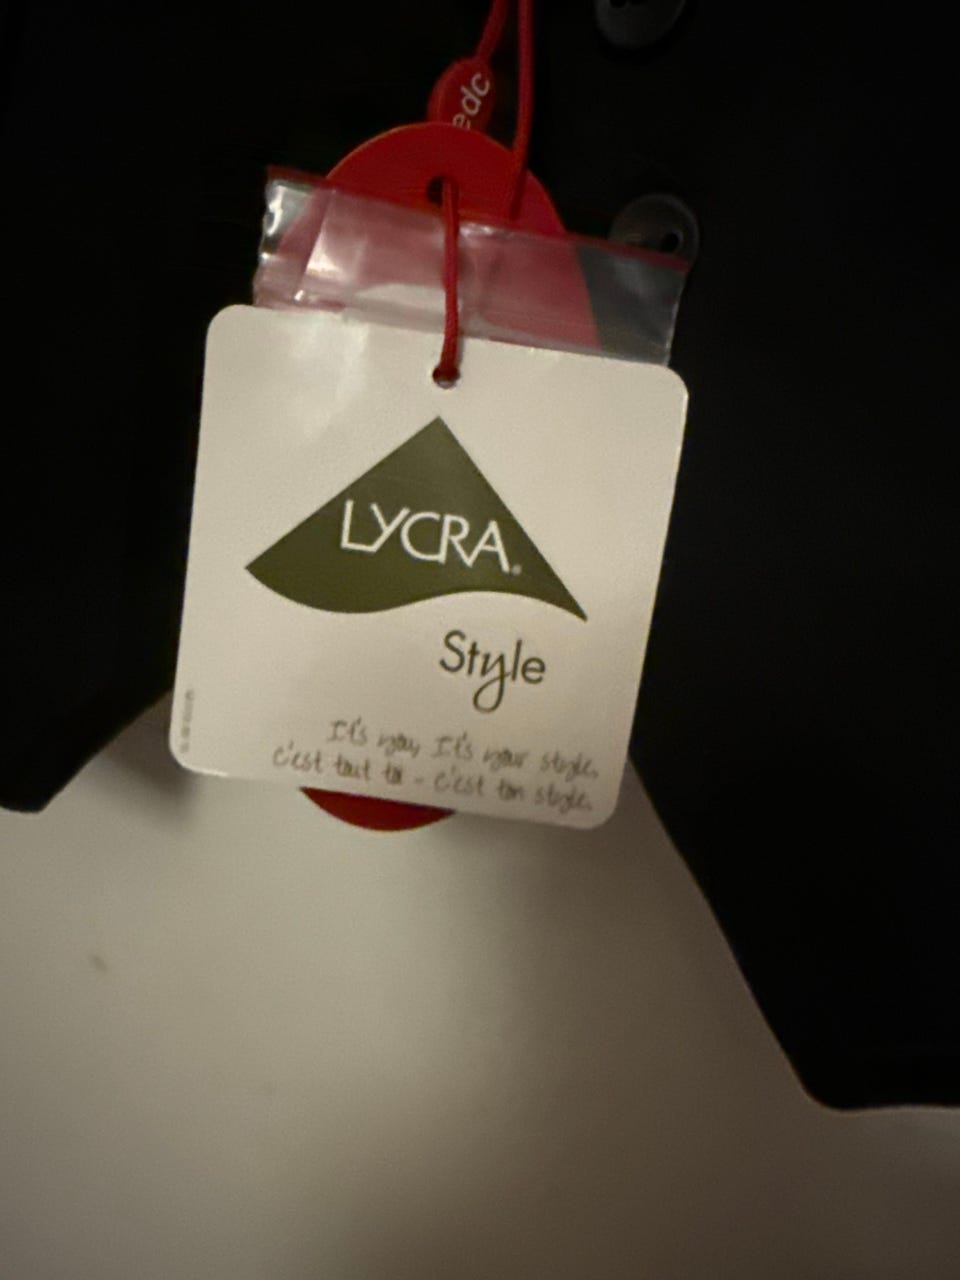 edc
LYCRA®
Style
It's you, It's your style.
c'est tout toi - c'est ton style.